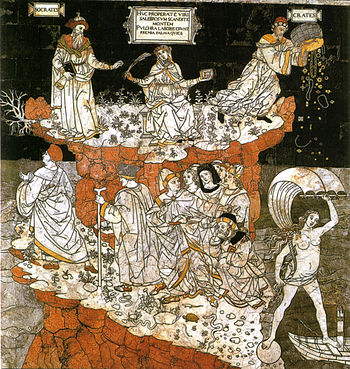 SOCRATES
HVC PROPERATE VIRI
SALEBROSVM SCANDITE
MONTEM
PVLCHRA LABORIS ERVNT
PREMIA PALMA QVIES
CRATES